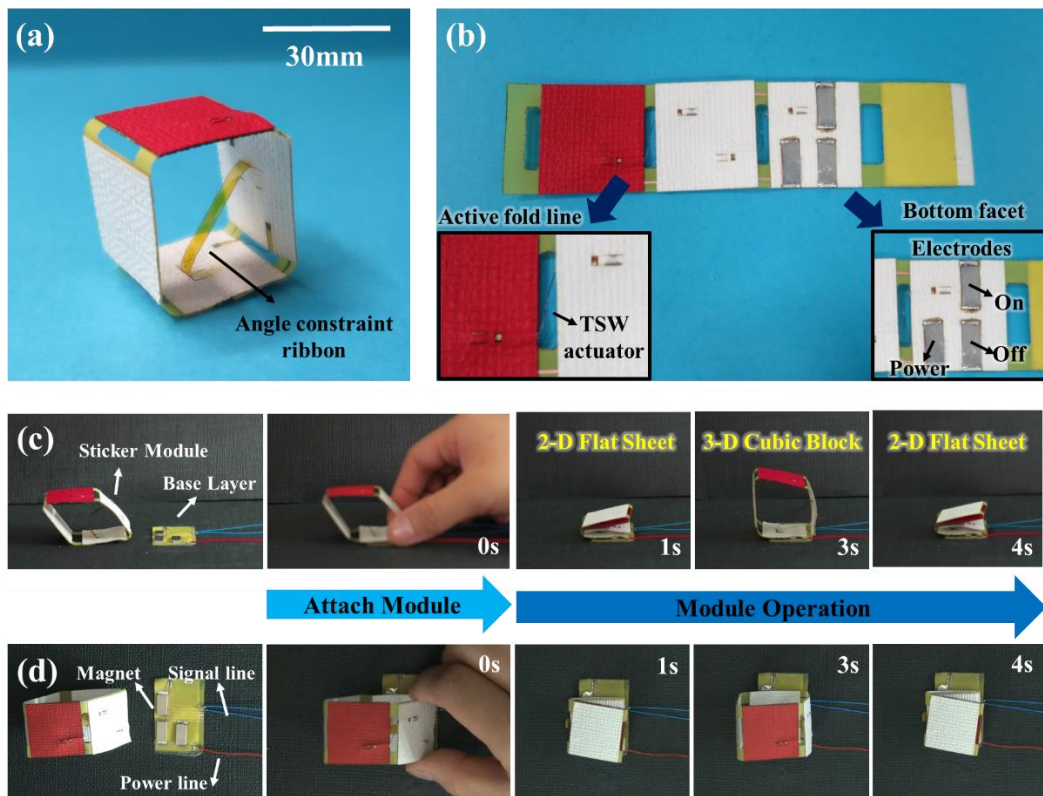 (a)
30mm
Angle constraint
ribbon
(b)
Active fold line
TSW
actuator
Bottom facet
Electrodes
On
Off
Power
(c)
Sticker Module
Base Layer
0s
2-D Flat Sheet
1s
3-D Cubic Block
3s
2-D Flat Sheet
4s
Attach Module
Module Operation
(d)
Magnet
Signal line
Power line
0s
1s
3s
4s